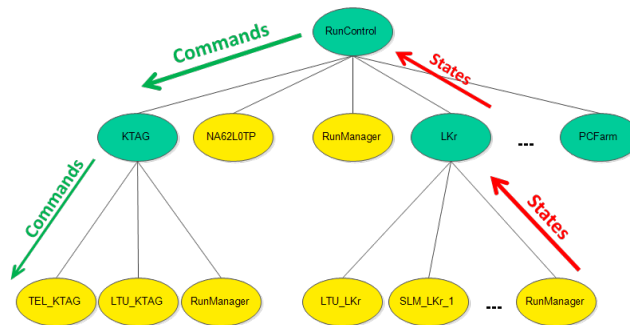 RunControl
Commands
States
KTAG
NA62L0TP
RunManager
LKr
...
PCFarm
Commands
States
TEL_KTAG
LTU_KTAG
RunManager
LTU_LKr
SLM_LKr_1
...
RunManager